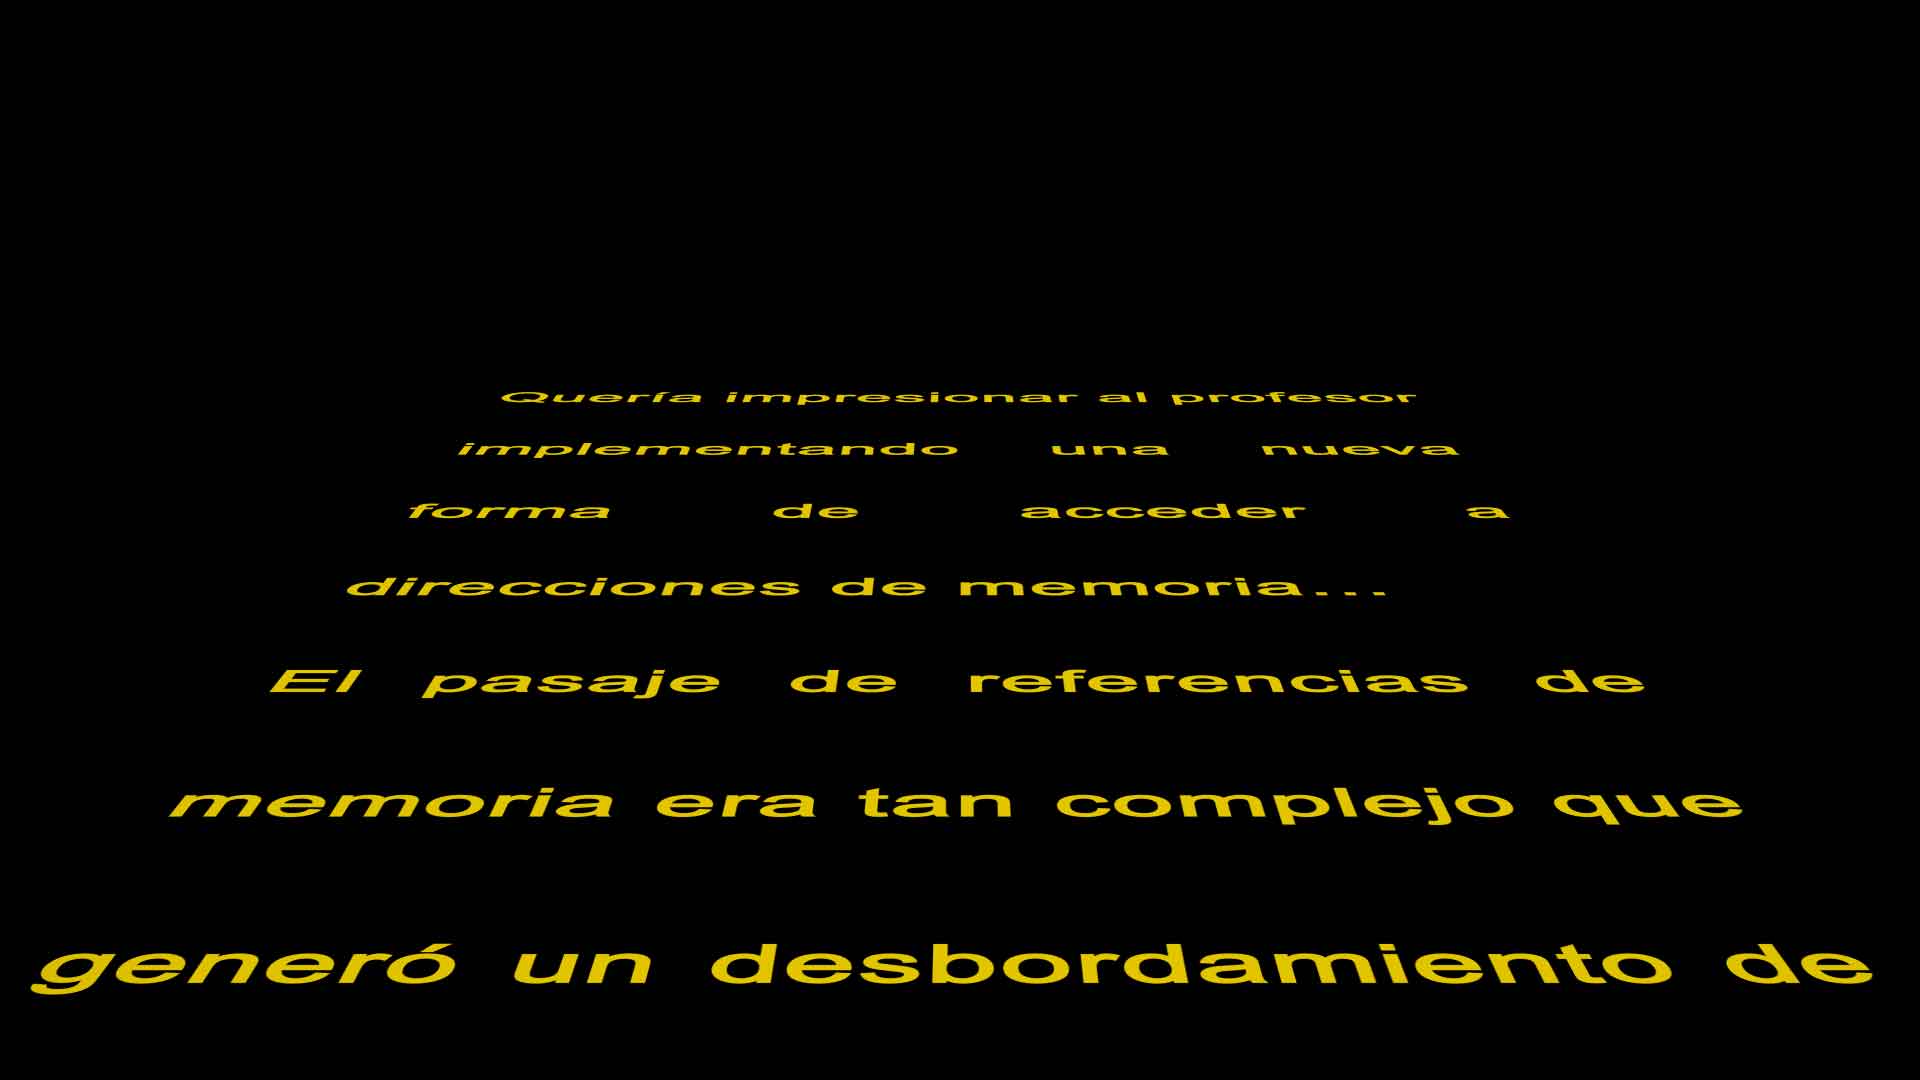 Quería impresionar al profesor
implementando una nueva
forma de acceder a
direcciones de memoria...
El pasaje de referencias de
memoria era tan complejo que
generó un desbordamiento de